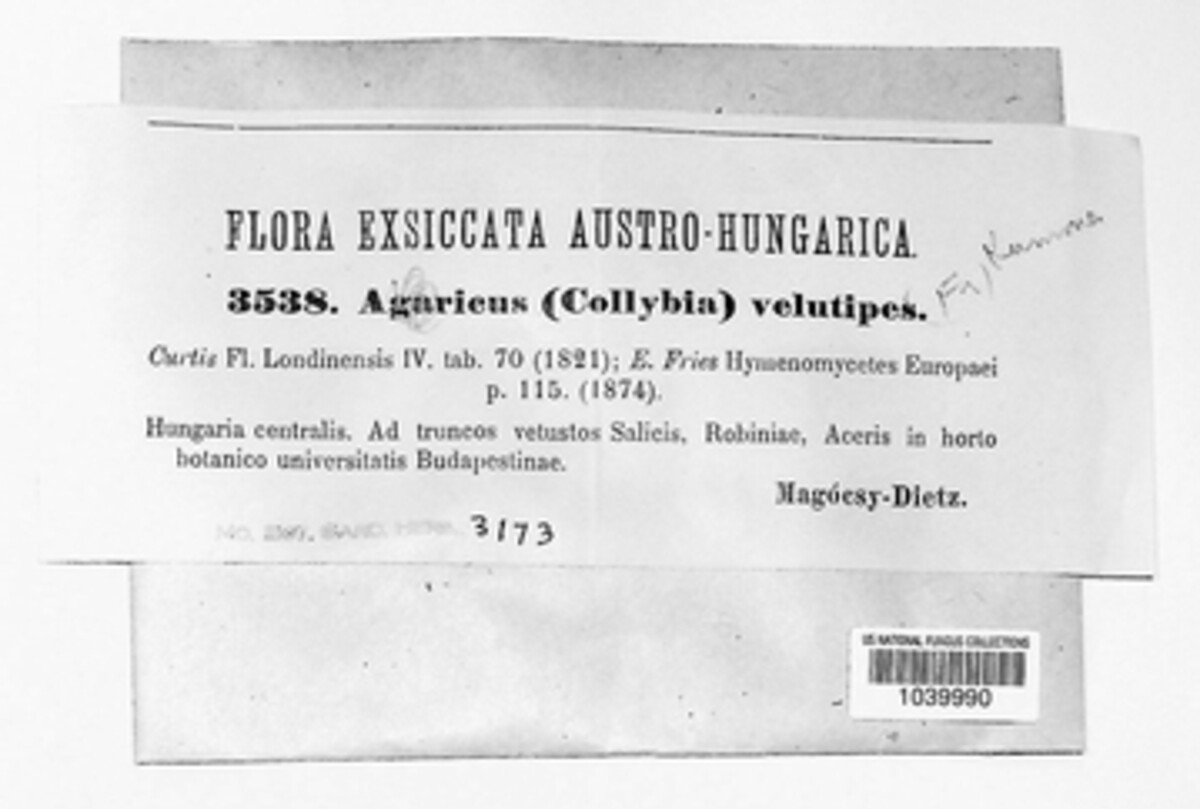 FLORA EXSICCATA AUSTRO-HUNGARICA.
3538. Agaricus (Collybia) velutipes.
Curtis Fl. Londinensis IV. tab. 70 (1821); E. Fries Hymenomycetes Europaei
p. 115. (1874).
Hungaria centralis. Ad truncos vetustos Salicis, Robiniae, Aceris in horto
botanico universitatis Budapestinae.
Magócsy-Dietz.
3173
US NATIONAL FUNGUS COLLECTIONS
1039990